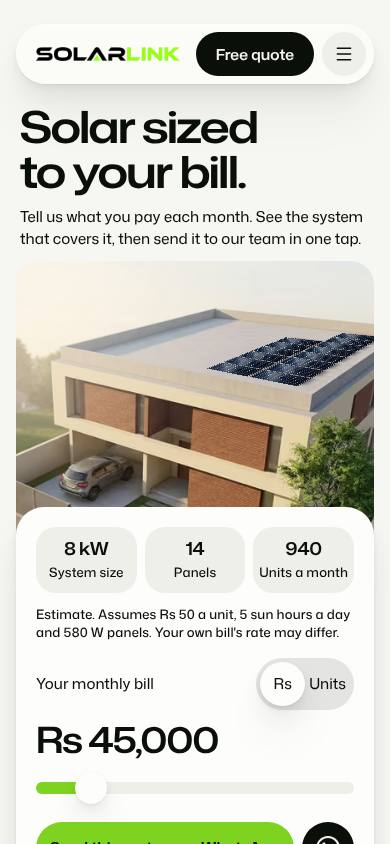 SOLARLINK
Free quote
Solar sized
to your bill.
Tell us what you pay each month. See the system
that covers it, then send it to our team in one tap.
8 kW
System size
14
Panels
940
Units a month
Estimate. Assumes Rs 50 a unit, 5 sun hours a day
and 580 W panels. Your own bill's rate may differ.
Your monthly bill
Rs
Units
Rs 45,000